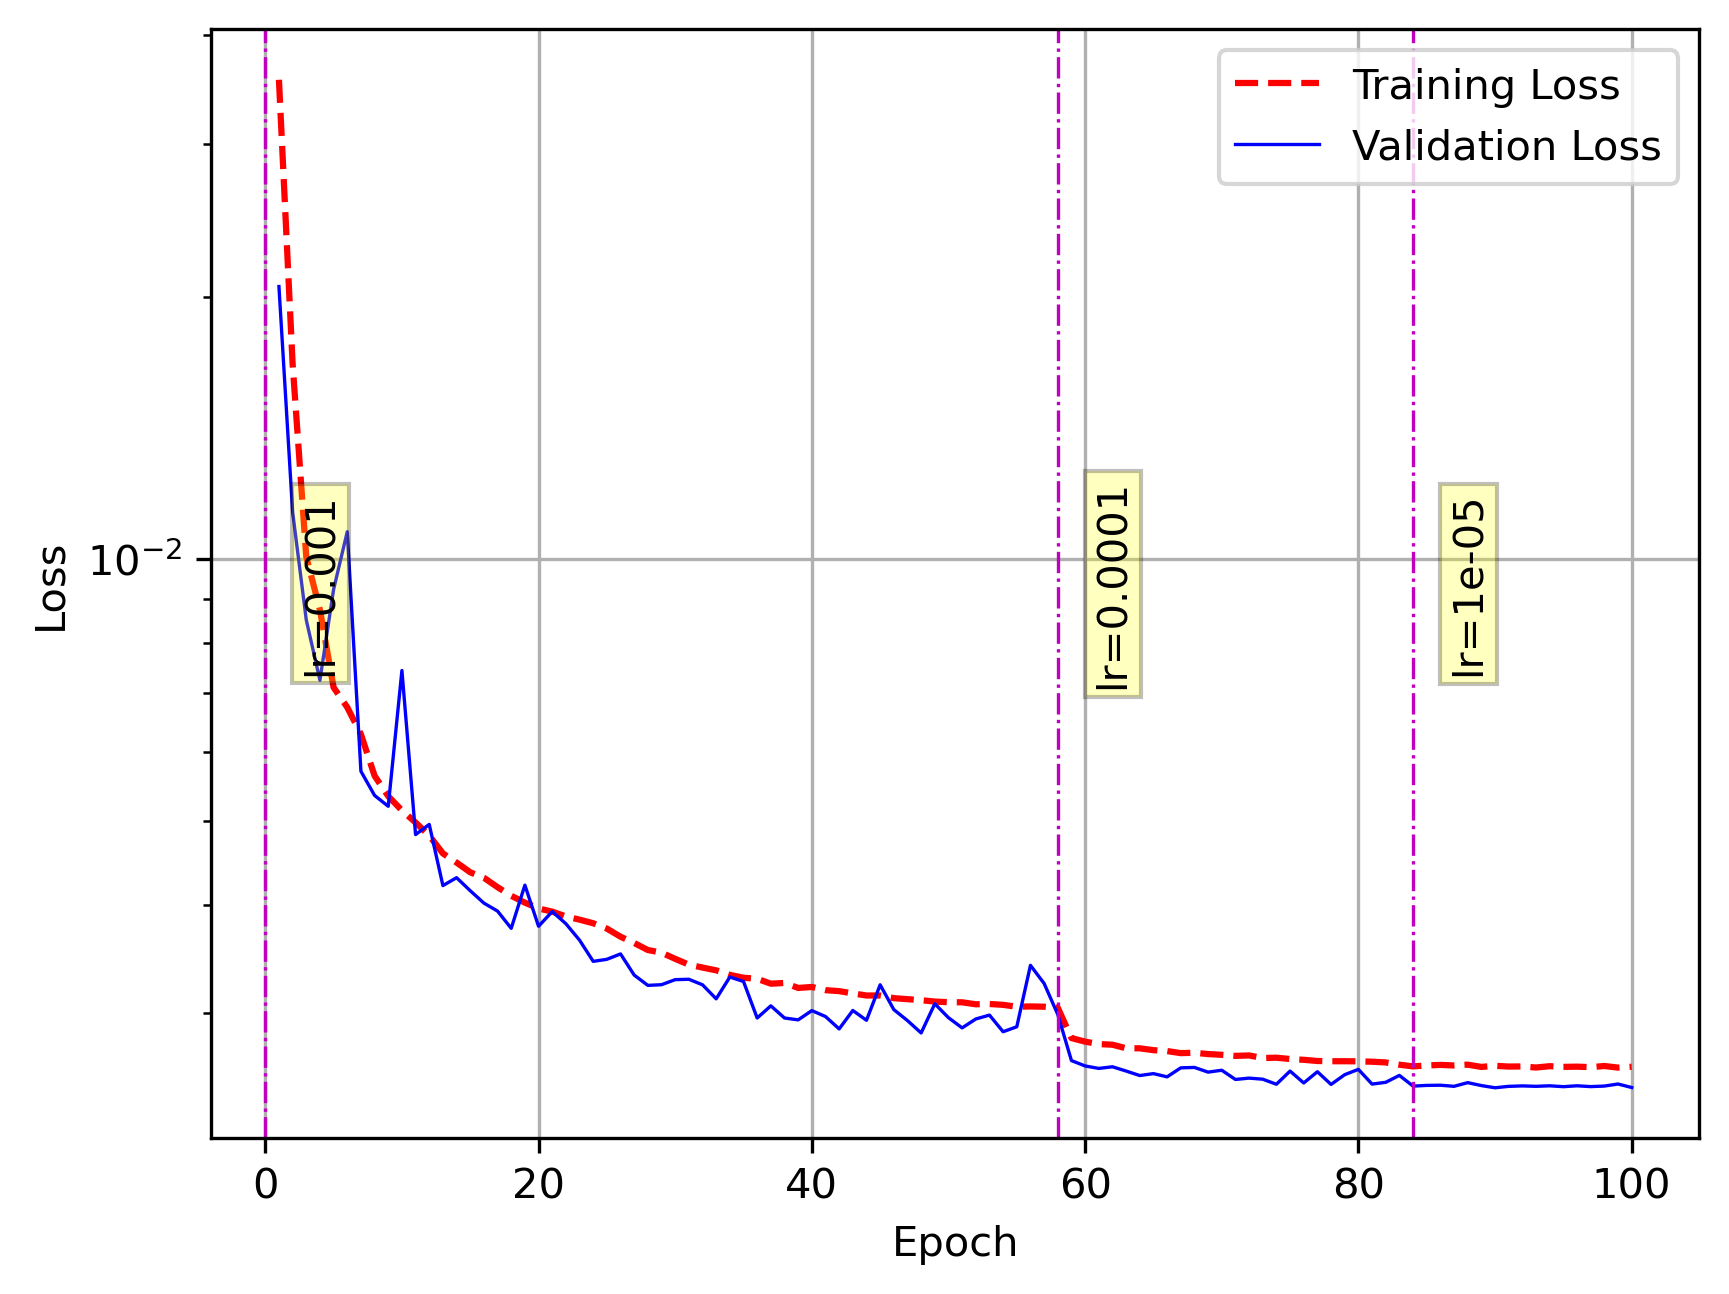 Training Loss
Validation Loss
Loss
10⁻²
lr=0.001
lr=0.0001
lr=1e-05
0 20 40 60 80 100
Epoch